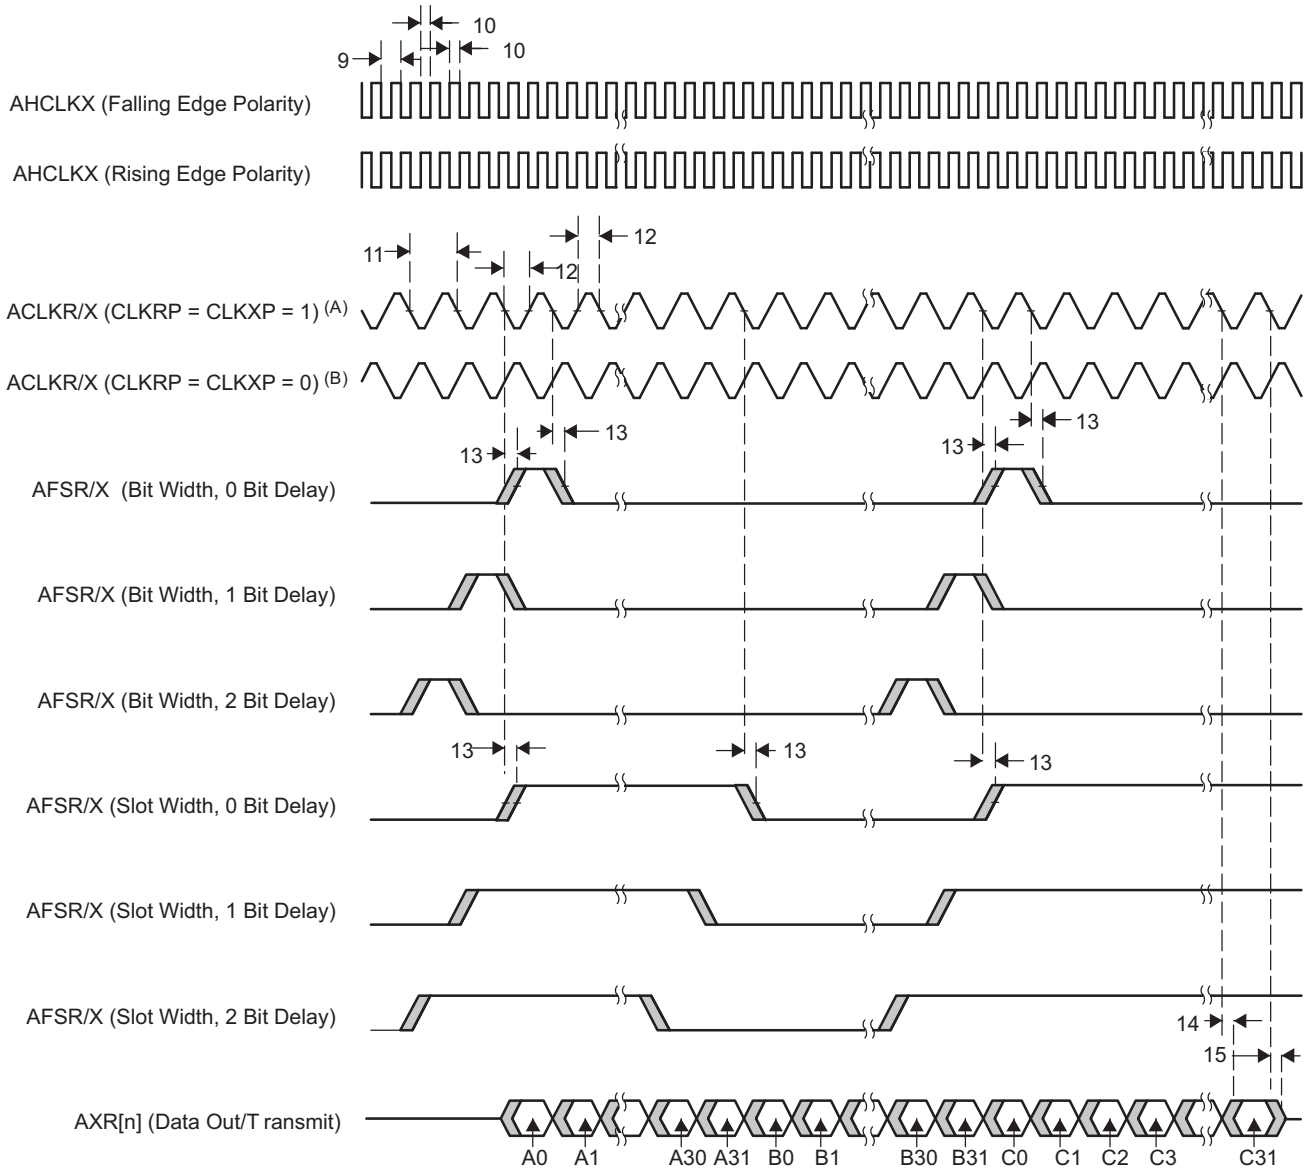 10
9
10
AHCLKX (Falling Edge Polarity)
AHCLKX (Rising Edge Polarity)
12
11
12
ACLKR/X (CLKRP = CLKXP = 1) (A)
ACLKR/X (CLKRP = CLKXP = 0) (B)
13
13
13
13
AFSR/X (Bit Width, 0 Bit Delay)
AFSR/X (Bit Width, 1 Bit Delay)
AFSR/X (Bit Width, 2 Bit Delay)
13
13
13
AFSR/X (Slot Width, 0 Bit Delay)
AFSR/X (Slot Width, 1 Bit Delay)
AFSR/X (Slot Width, 2 Bit Delay)
14
15
AXR[n] (Data Out/T ransmit)
A0 A1 A30 A31 B0 B1 B30 B31 C0 C1 C2 C3 C31